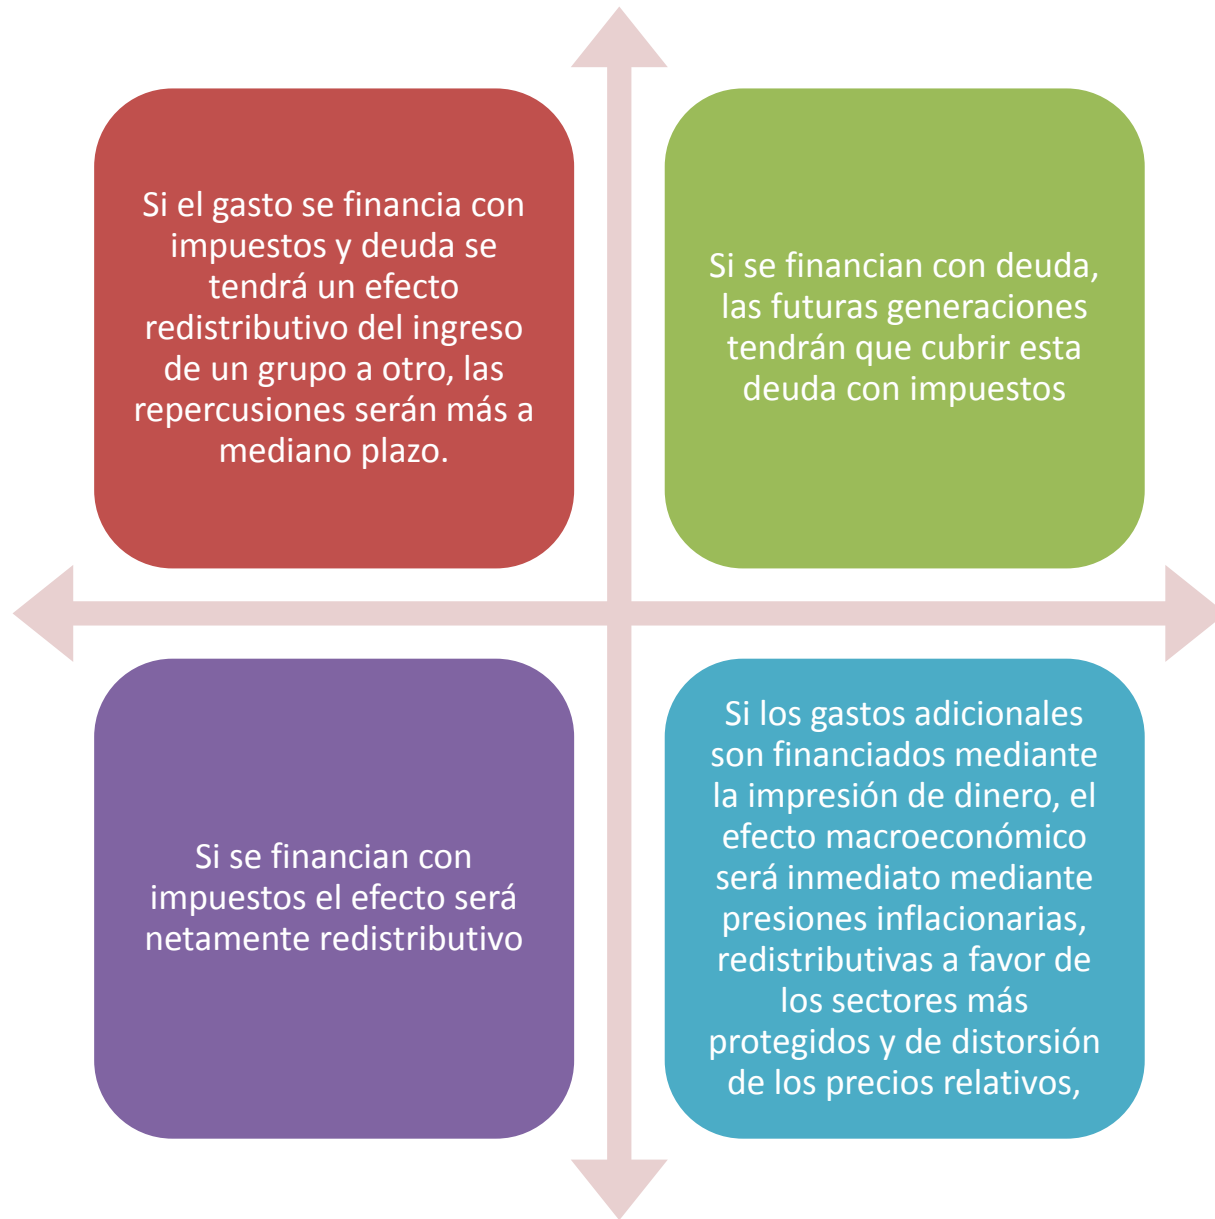 Si el gasto se financia con
impuestos y deuda se
tendrá un efecto
redistributivo del ingreso
de un grupo a otro, las
repercusiones serán más a
mediano plazo.
Si se financian con deuda,
las futuras generaciones
tendrán que cubrir esta
deuda con impuestos
Si se financian con
impuestos el efecto será
netamente redistributivo
Si los gastos adicionales
son financiados mediante
la impresión de dinero, el
efecto macroeconómico
será inmediato mediante
presiones inflacionarias,
redistributivas a favor de
los sectores más
protegidos y de distorsión
de los precios relativos,